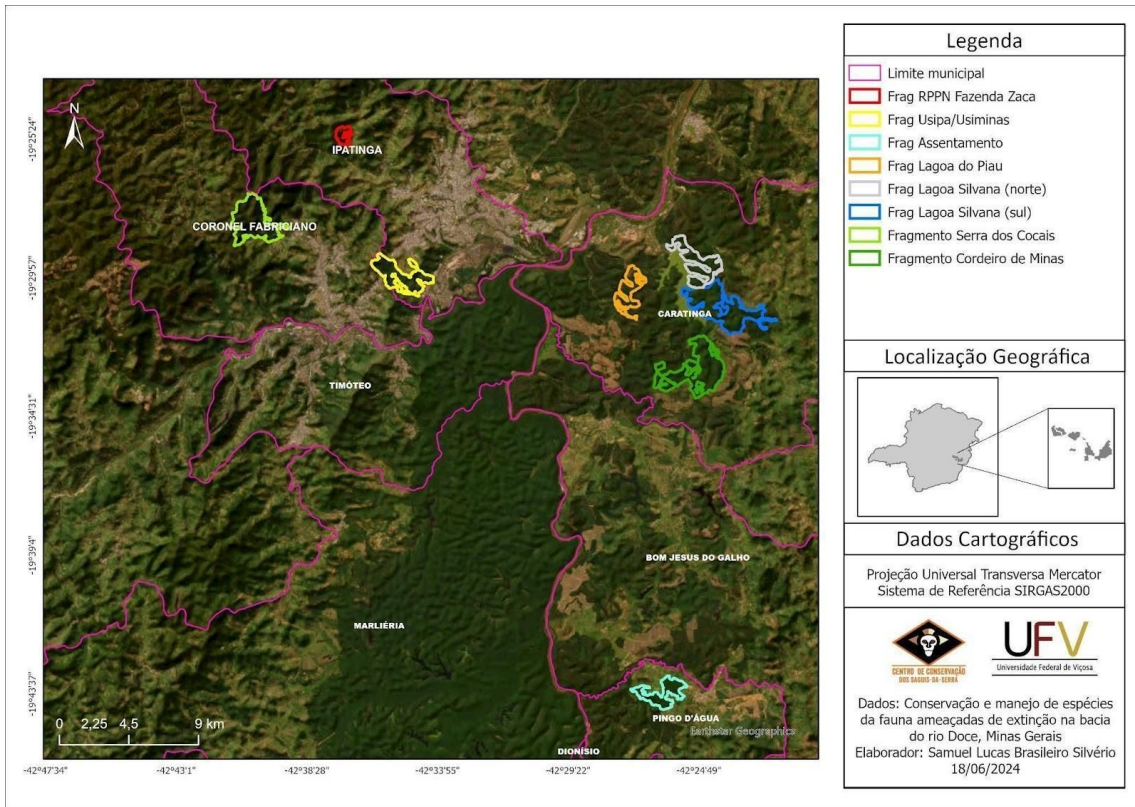 N
IPATINGA
CORONEL FABRICIANO
CARATINGA
TIMÓTEO
BOM JESUS DO GALHO
MARLIÉRIA
PINGO D'ÁGUA
Earthstar Geographics
DIONÍSIO
0 2,25 4,5 9 km
-19°25'24"
-19°29'57"
-19°34'31"
-19°39'4"
-19°43'37"
-42°47'34" -42°43'1" -42°38'28" -42°33'55" -42°29'22" -42°24'49"
Legenda
Limite municipal
Frag RPPN Fazenda Zaca
Frag Usipa/Usiminas
Frag Assentamento
Frag Lagoa do Piau
Frag Lagoa Silvana (norte)
Frag Lagoa Silvana (sul)
Fragmento Serra dos Cocais
Fragmento Cordeiro de Minas
Localização Geográfica
Dados Cartográficos
Projeção Universal Transversa Mercator
Sistema de Referência SIRGAS2000
CENTRO DE CONSERVAÇÃO
DOS SAGUIS-DA-SERRA
UFV
Universidade Federal de Viçosa
Dados: Conservação e manejo de espécies
da fauna ameaçadas de extinção na bacia
do rio Doce, Minas Gerais
Elaborador: Samuel Lucas Brasileiro Silvério
18/06/2024